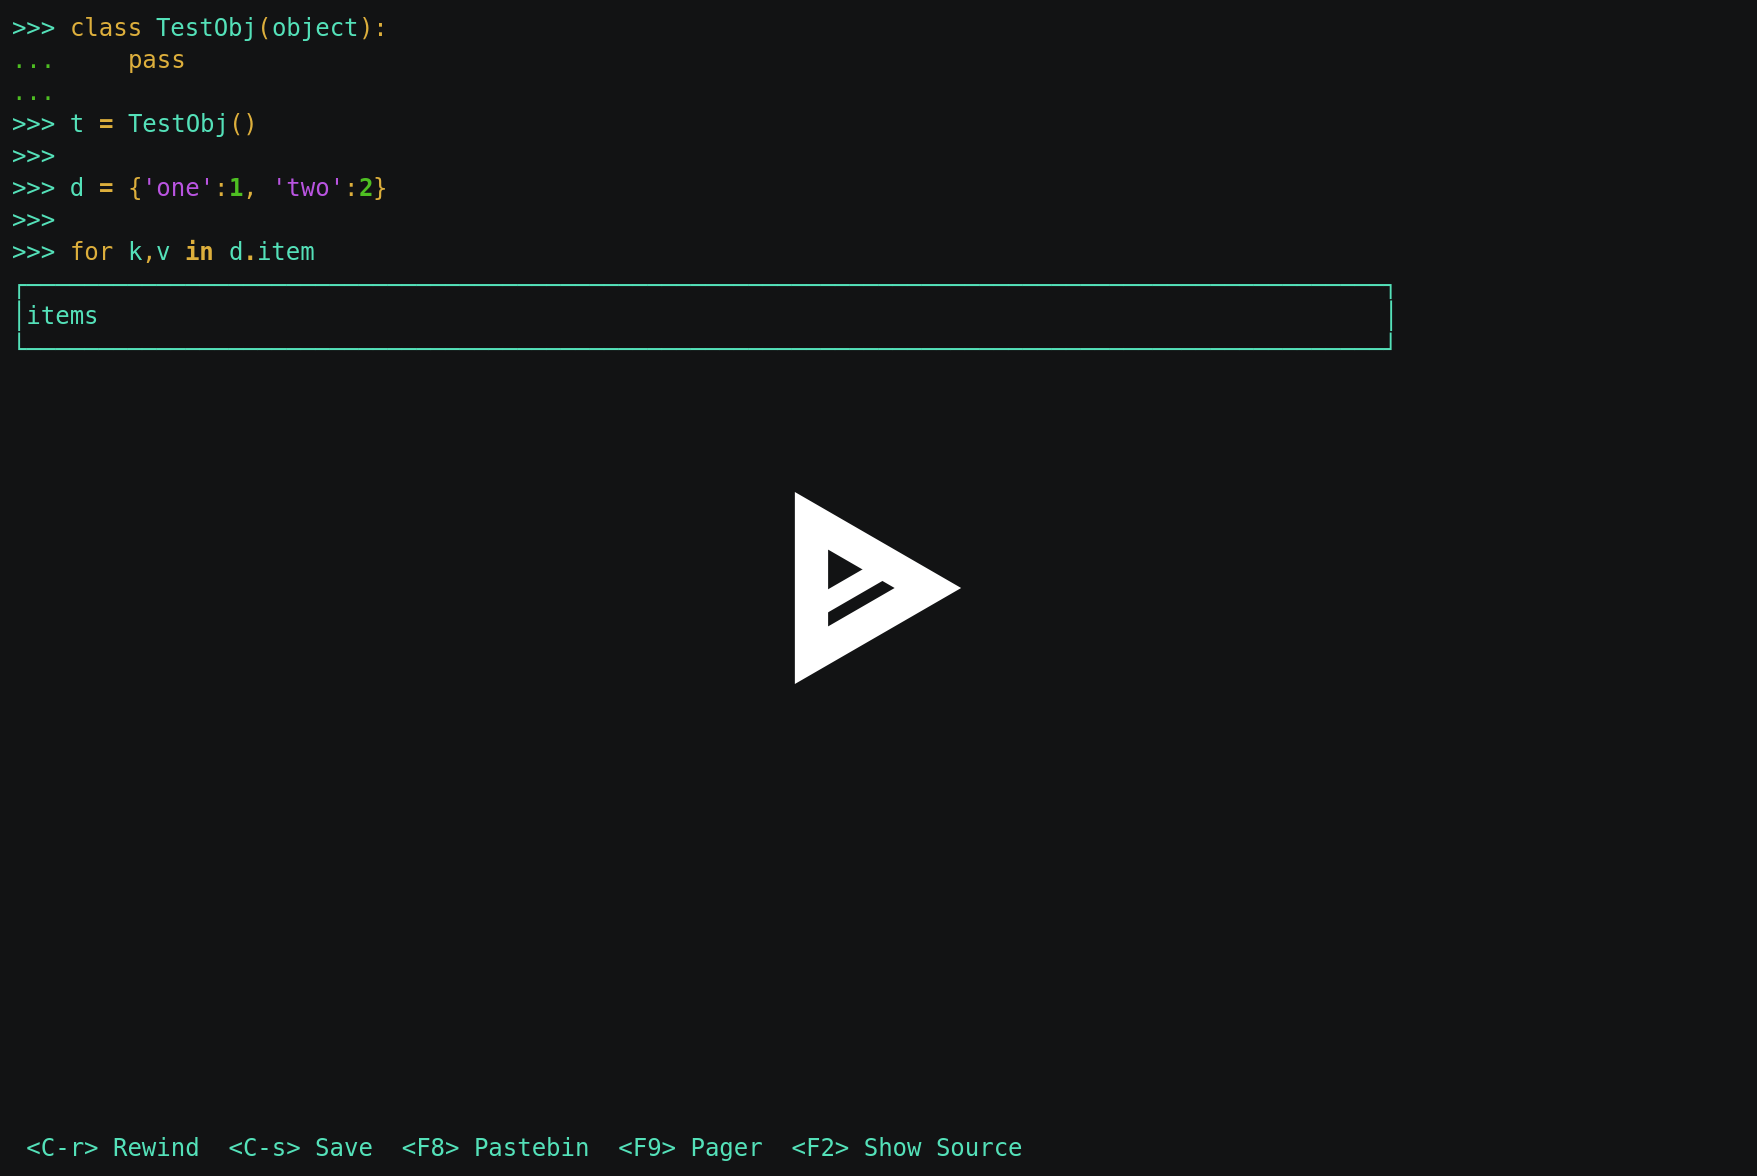 >>> class TestObj(object):
...     pass
...
>>> t = TestObj()
>>>
>>> d = {'one':1, 'two':2}
>>>
>>> for k,v in d.item
items
<C-r> Rewind  <C-s> Save  <F8> Pastebin  <F9> Pager  <F2> Show Source